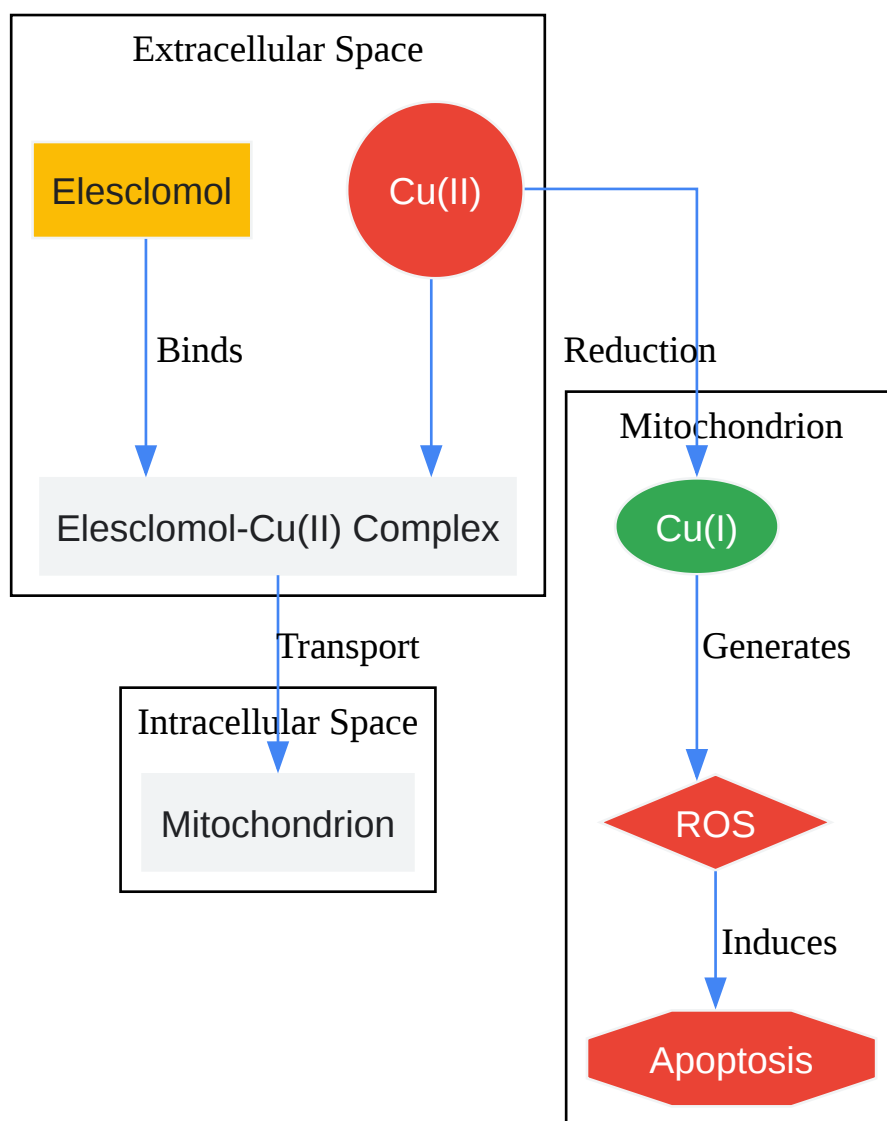 Extracellular Space
Elesclomol
Cu(II)
Binds
Reduction
Mitochondrion
Elesclomol-Cu(II) Complex
Cu(I)
Transport
Generates
Intracellular Space
Mitochondrion
ROS
Induces
Apoptosis